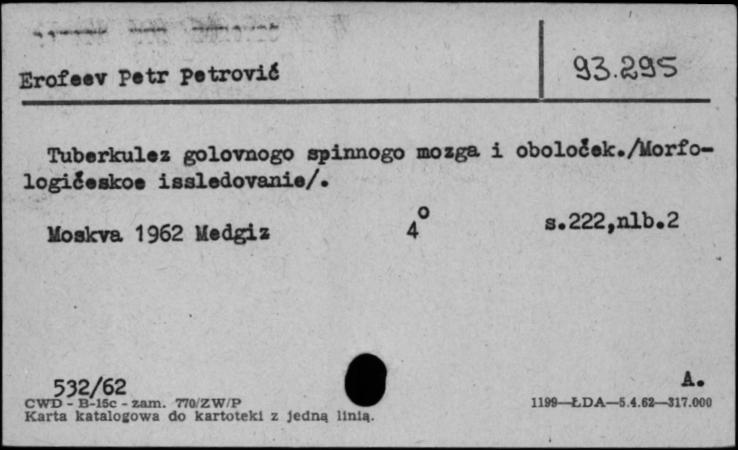 Erofeev Petr Petrović
93.295
Tuberkulez golovnogo spinnogo mozga i oboloček./Morfo-
logičeskoe issledovanie/.
Moskva 1962 Medgiz 4° s.222,nlb.2
532/62
A.
CWD - B-15c - zam. 770/ZW/P
1199—ŁDA—5.4.62—317.000
Karta katalogowa do kartoteki z jedną linią.